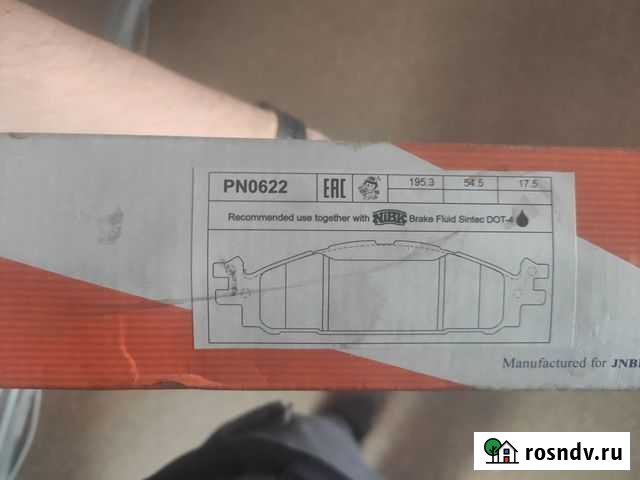 PN0622 EAC 195.3 54.5 17.5
Recommended use together with NiBK Brake Fluid Sintec DOT-4
Manufactured for
rosndv.ru